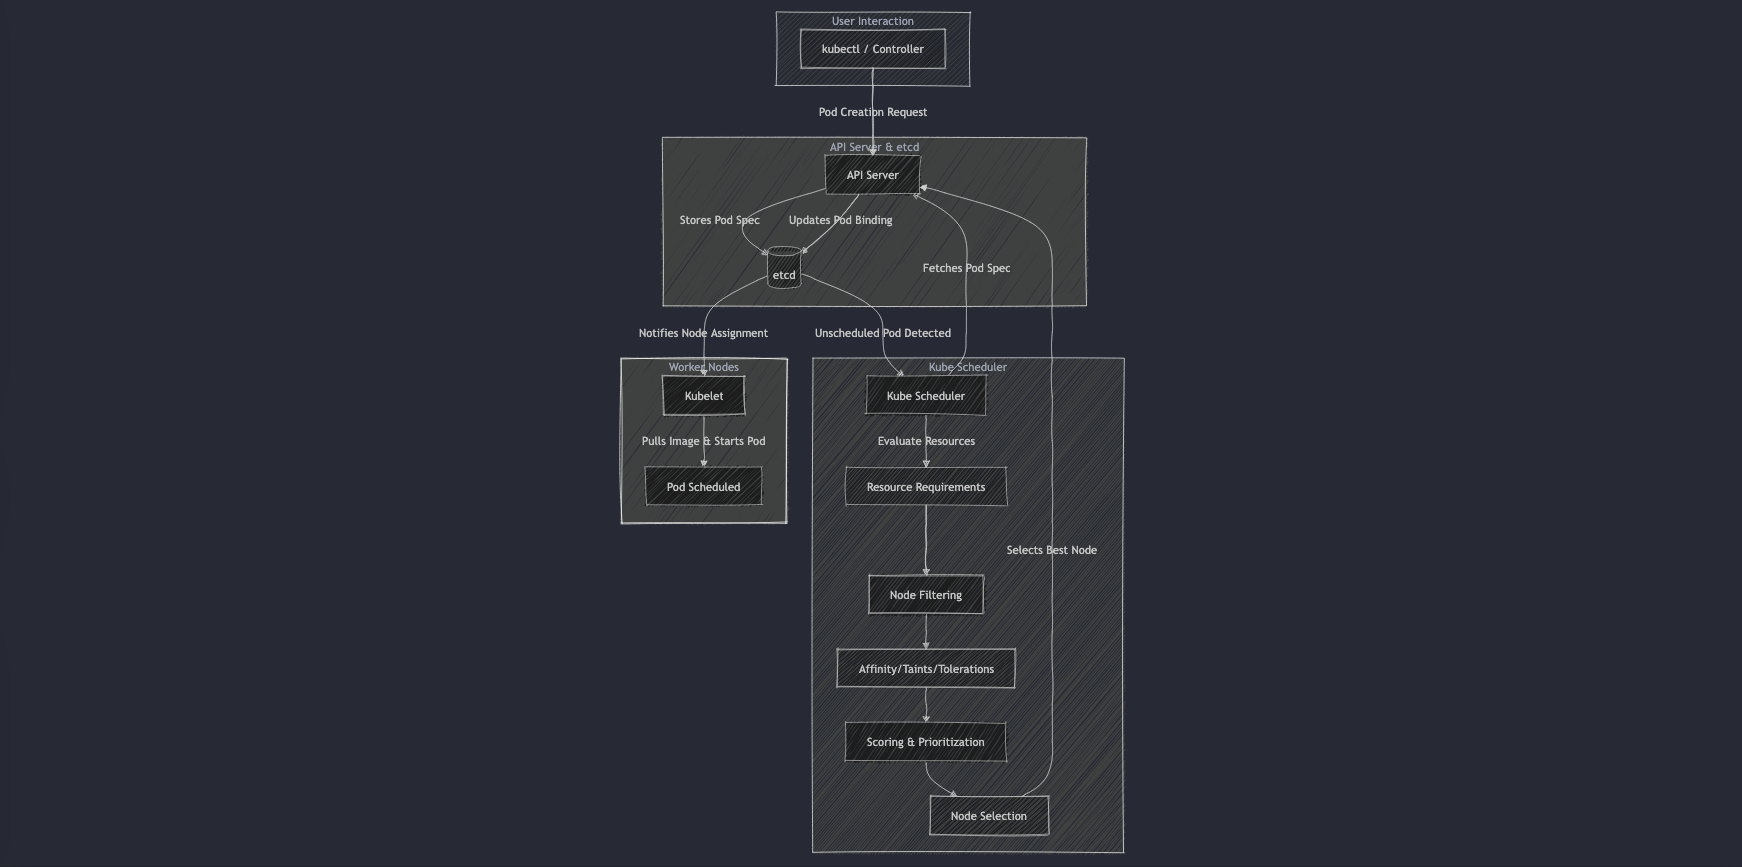 User Interaction
kubectl / Controller
Pod Creation Request
API Server & etcd
API Server
Stores Pod Spec
Updates Pod Binding
etcd
Fetches Pod Spec
Notifies Node Assignment
Unscheduled Pod Detected
Worker Nodes
Kubelet
Pulls Image & Starts Pod
Pod Scheduled
Kube Scheduler
Kube Scheduler
Evaluate Resources
Resource Requirements
Selects Best Node
Node Filtering
Affinity/Taints/Tolerations
Scoring & Prioritization
Node Selection